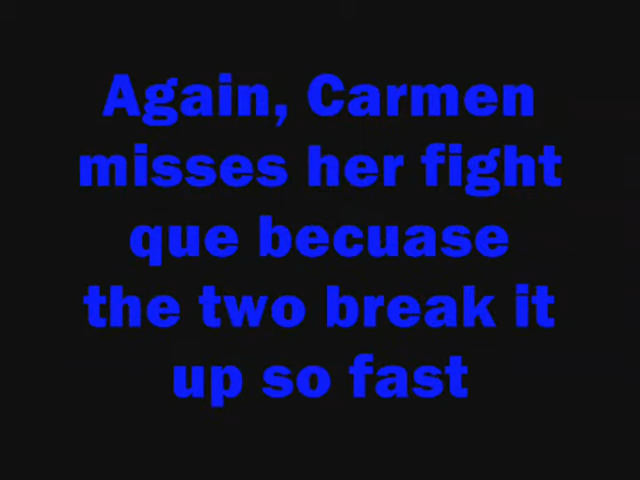 Again, Carmen
misses her fight
que becuase
the two break it
up so fast